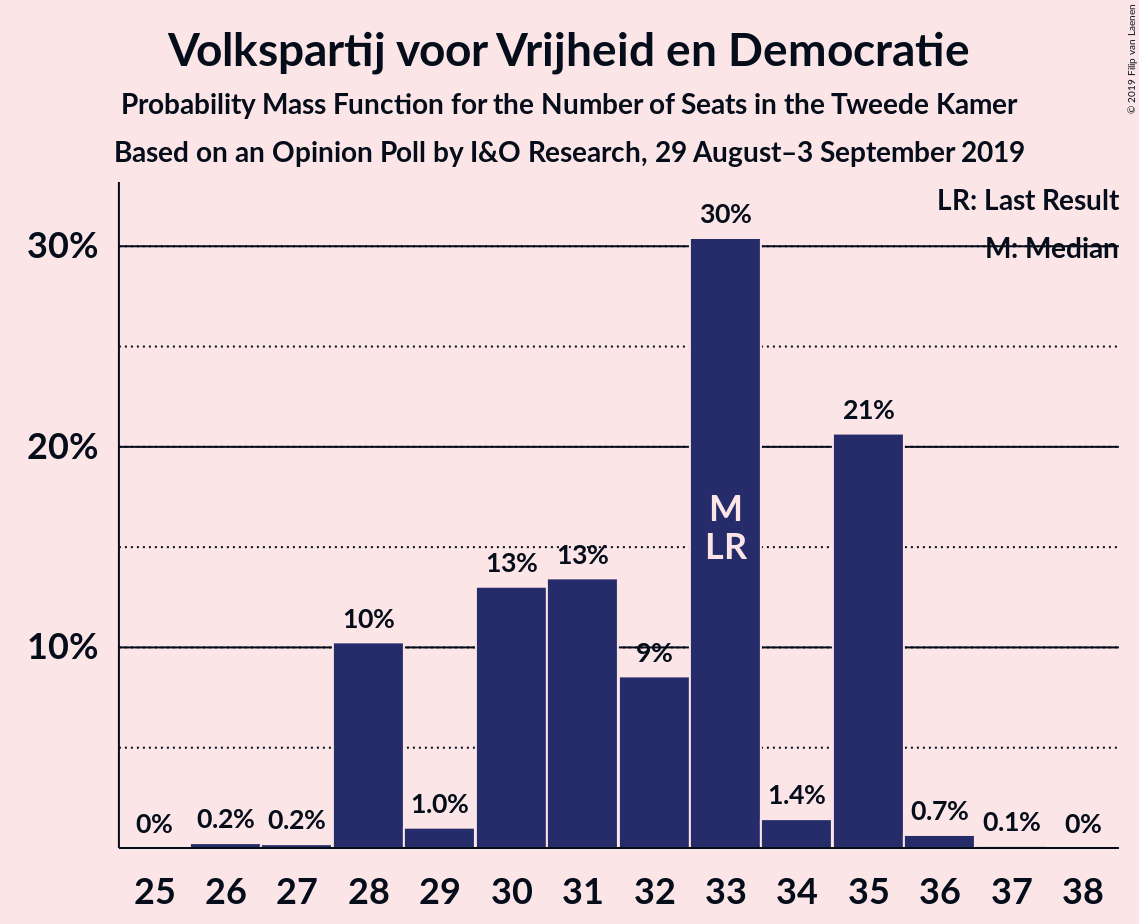 Volkspartij voor Vrijheid en Democratie
Probability Mass Function for the Number of Seats in the Tweede Kamer
Based on an Opinion Poll by I&O Research, 29 August–3 September 2019
© 2019 Filip van Laenen
LR: Last Result
M: Median
30%
20%
10%
0%
0.2%
0.2%
10%
1.0%
13%
13%
9%
30%
1.4%
21%
0.7%
0.1%
0%
M
LR
25 26 27 28 29 30 31 32 33 34 35 36 37 38